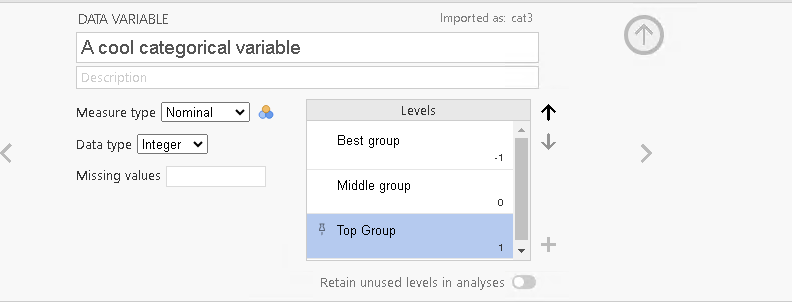 DATA VARIABLE
Imported as: cat3
A cool categorical variable
Description
Measure type Nominal
Levels
Best group
-1
Data type Integer
Missing values
Middle group
0
Top Group
1
Retain unused levels in analyses